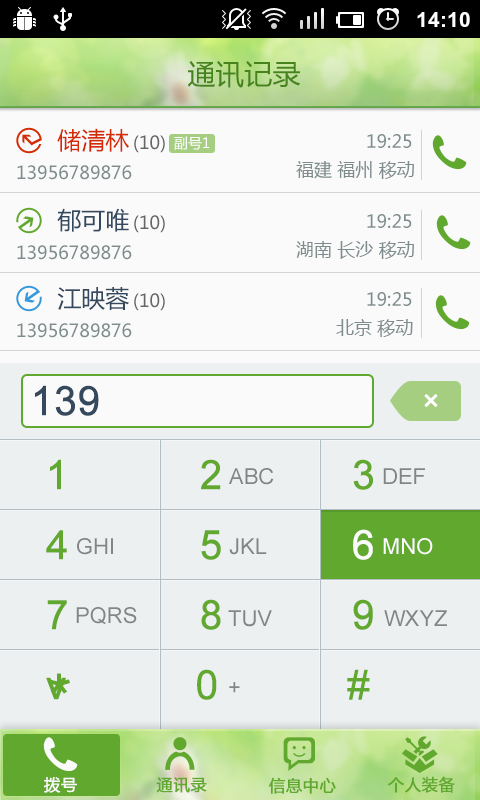 14:10
通讯记录
储清林(10) 副号1 19:25
13956789876 福建 福州 移动
郁可唯(10) 19:25
13956789876 湖南 长沙 移动
江映蓉(10) 19:25
13956789876 北京 移动
139
1 2 ABC 3 DEF
4 GHI 5 JKL 6 MNO
7 PQRS 8 TUV 9 WXYZ
* 0 + #
拨号 通讯录 信息中心 个人装备